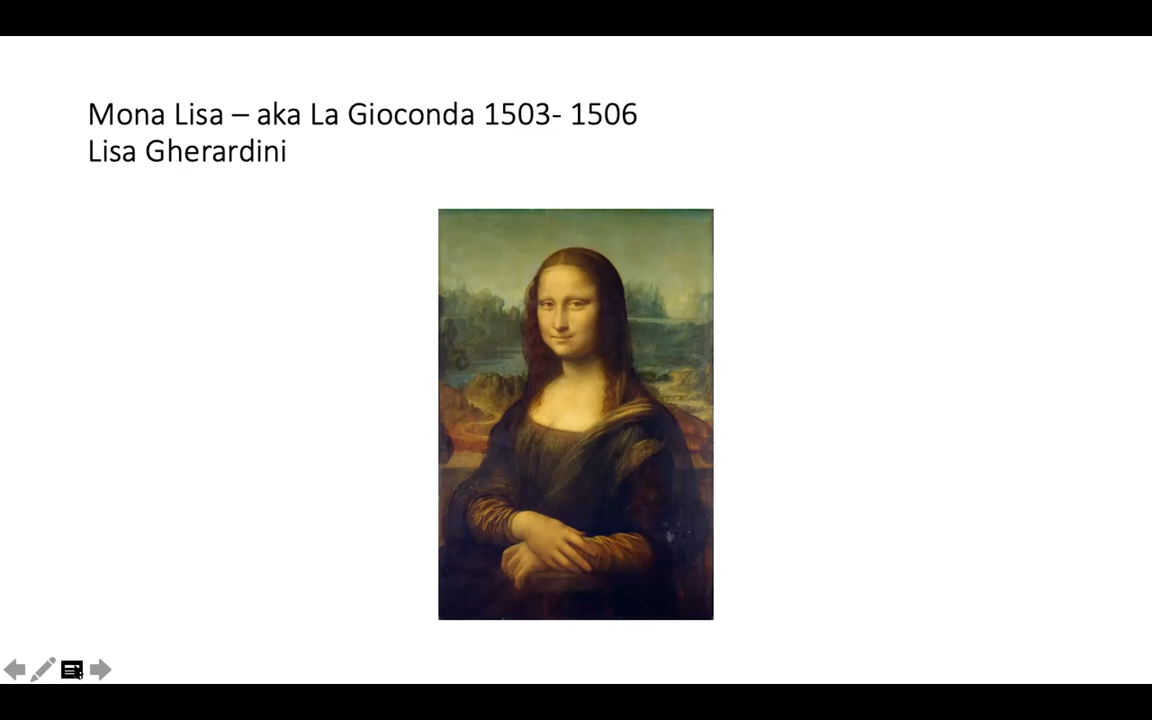 Mona Lisa – aka La Gioconda 1503- 1506
Lisa Gherardini